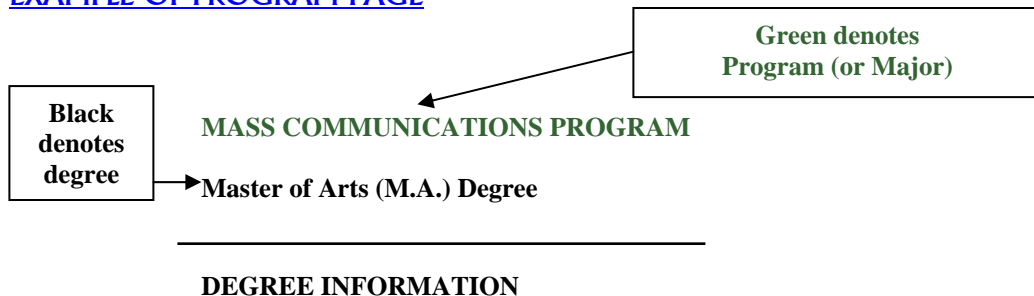 EXAMPLE OF PROGRAM PAGE
Green denotes
Program (or Major)
Black
denotes
degree
MASS COMMUNICATIONS PROGRAM
Master of Arts (M.A.) Degree
DEGREE INFORMATION